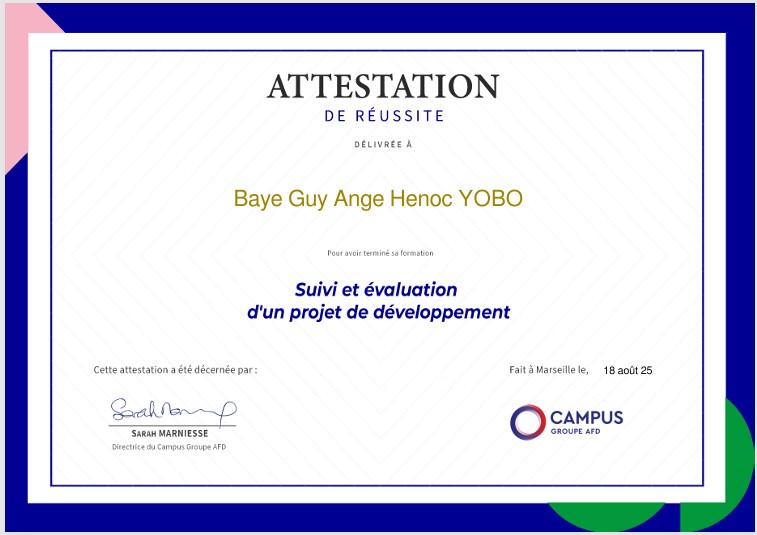 ATTESTATION
DE RÉUSSITE
DÉLIVRÉE À
Baye Guy Ange Henoc YOBO
Pour avoir terminé sa formation
Suivi et évaluation
d'un projet de développement
Cette attestation a été décernée par :
Fait à Marseille le, 18 août 25
SARAH MARNIESSE
Directrice du Campus Groupe AFD
CAMPUS
GROUPE AFD